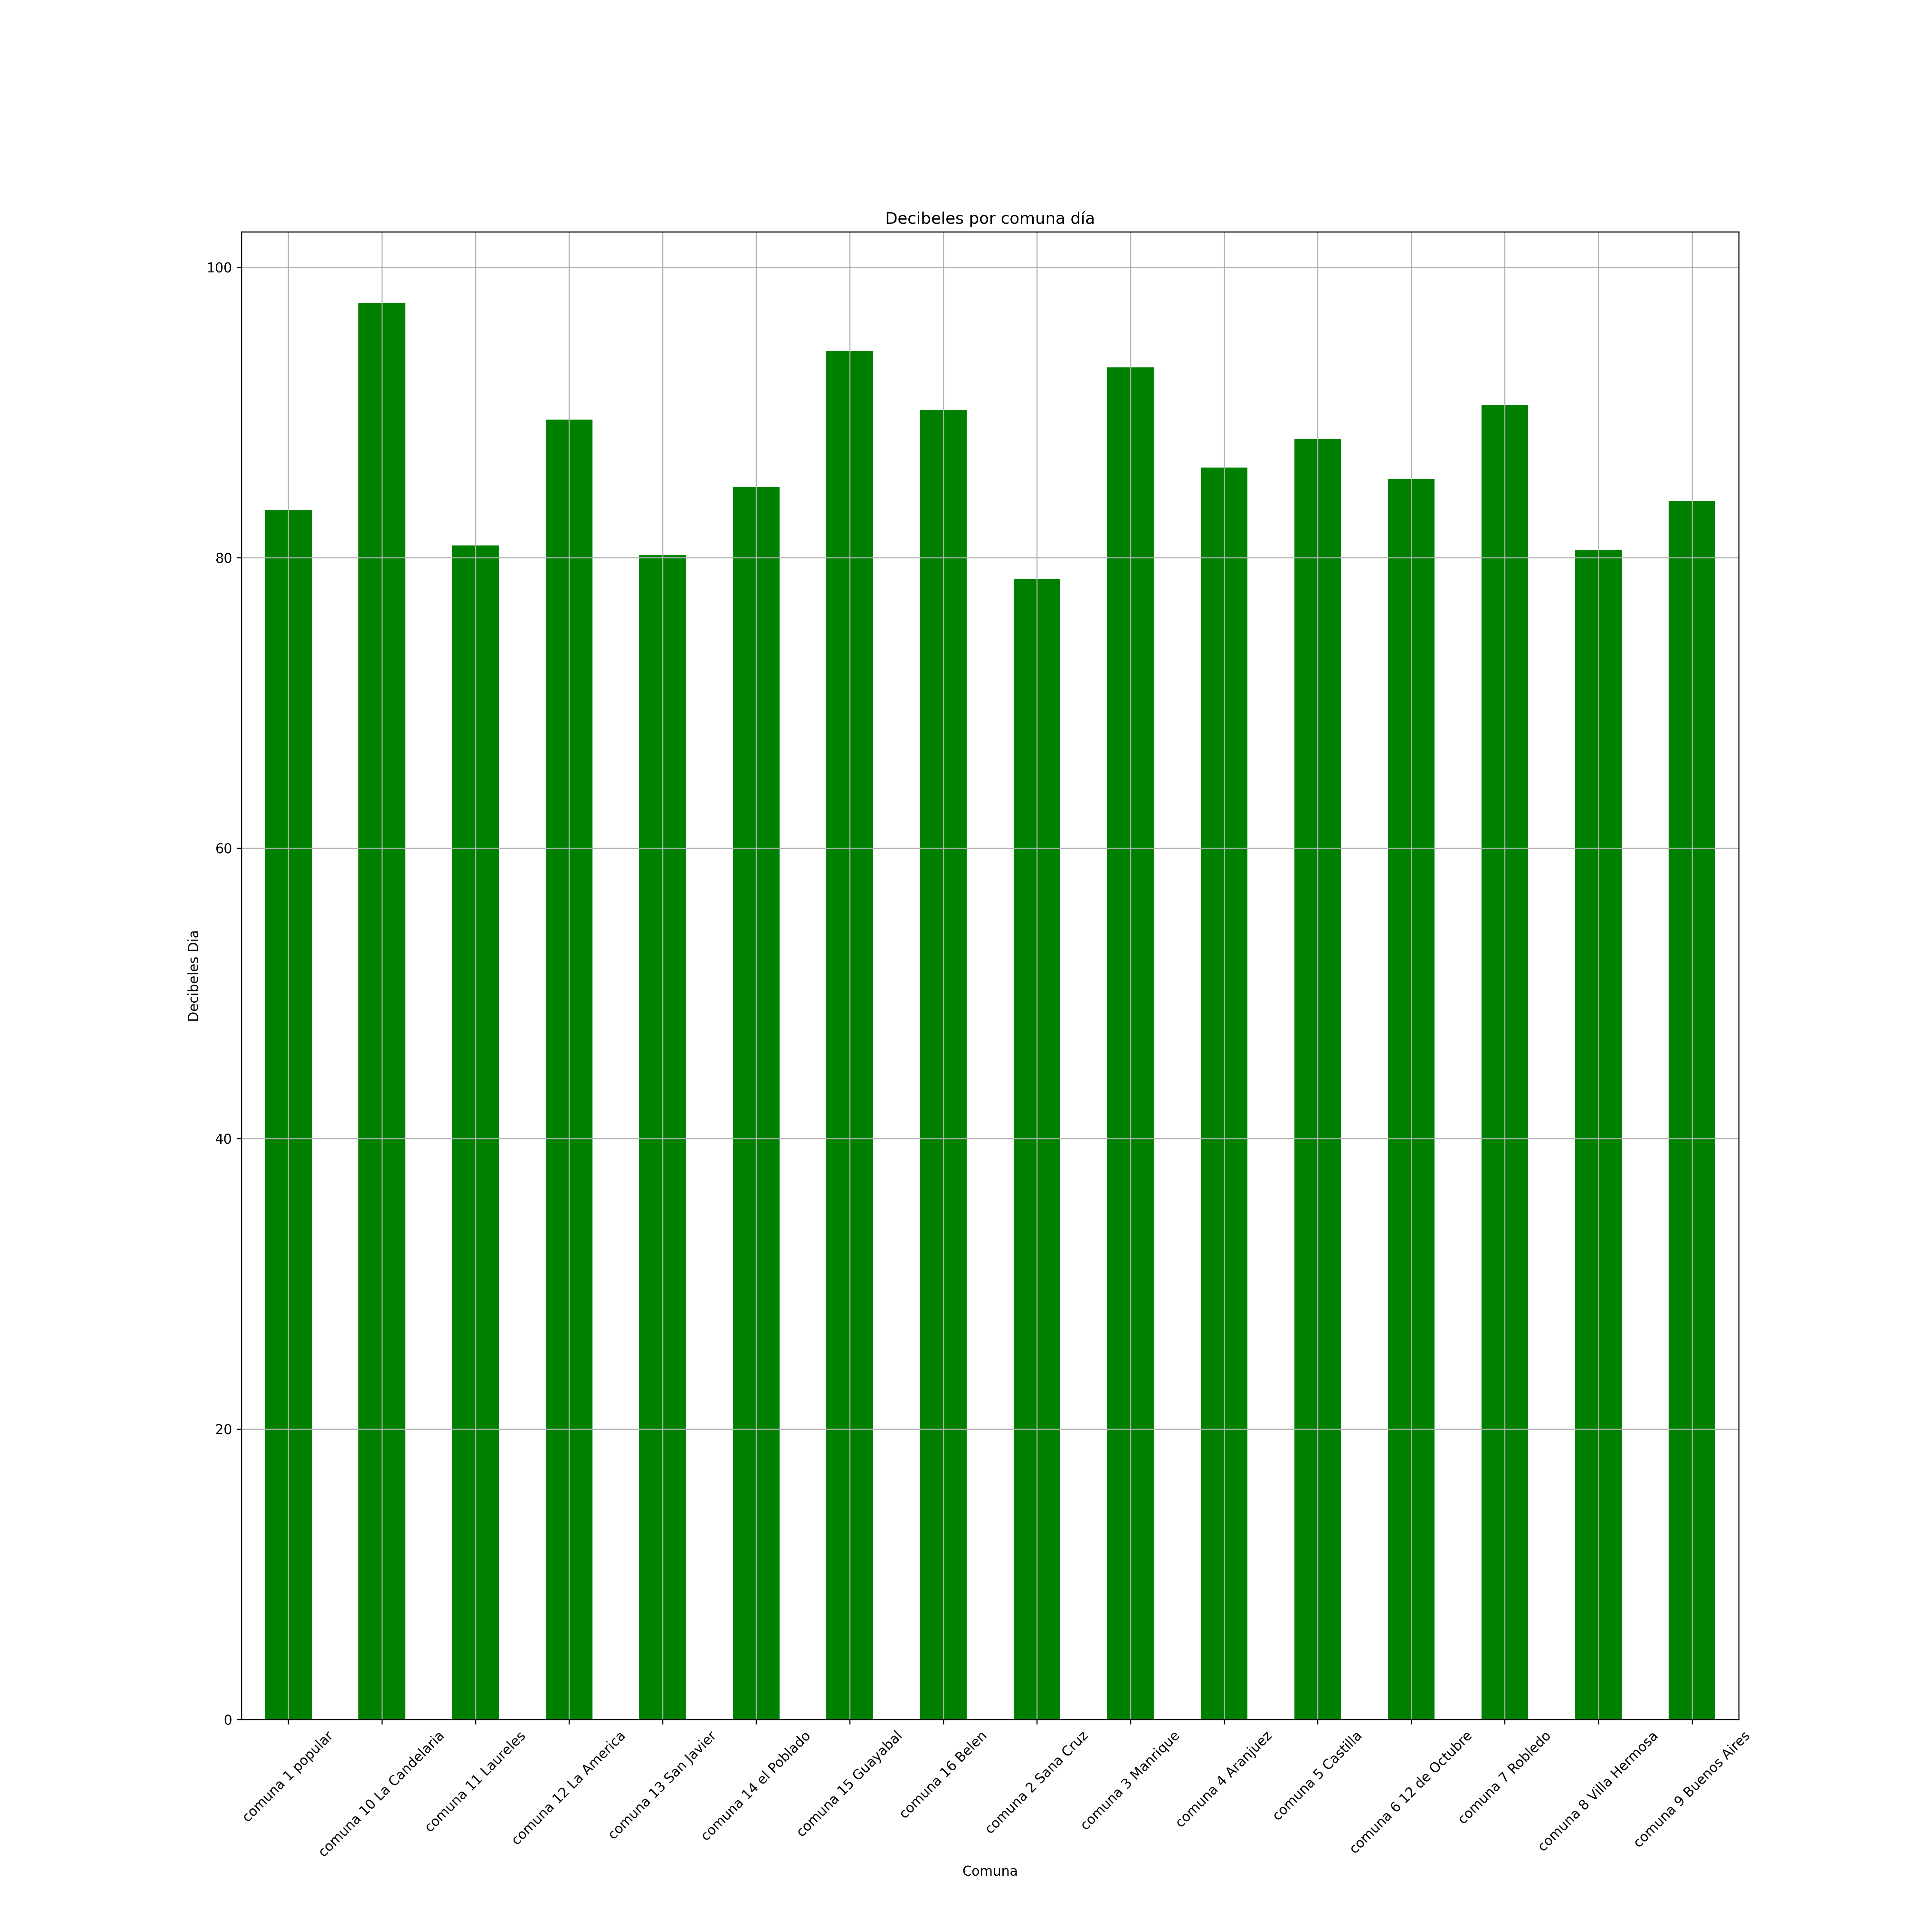 Decibeles por comuna día
Decibeles Dia
100
80
60
40
20
0
comuna 1 popular
comuna 10 La Candelaria
comuna 11 Laureles
comuna 12 La America
comuna 13 San Javier
comuna 14 el Poblado
comuna 15 Guayabal
comuna 16 Belen
comuna 2 Sana Cruz
comuna 3 Manrique
comuna 4 Aranjuez
comuna 5 Castilla
comuna 6 12 de Octubre
comuna 7 Robledo
comuna 8 Villa Hermosa
comuna 9 Buenos Aires
Comuna